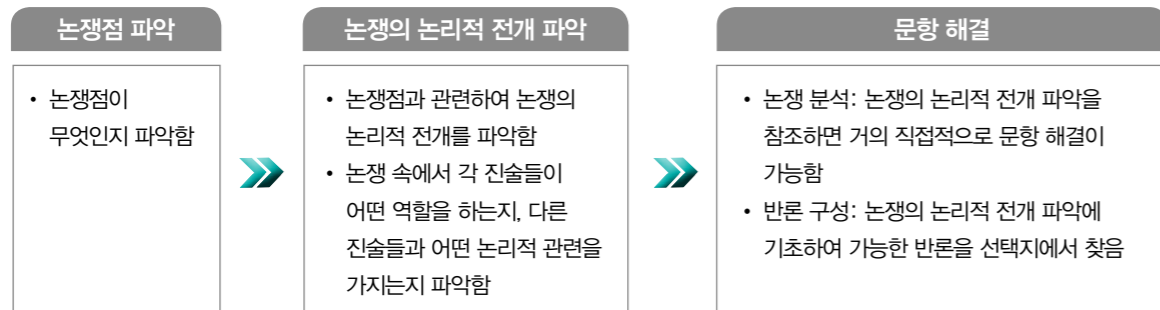 논쟁점 파악
• 논쟁점이
무엇인지 파악함
논쟁의 논리적 전개 파악
• 논쟁점과 관련하여 논쟁의
논리적 전개를 파악함
• 논쟁 속에서 각 진술들이
어떤 역할을 하는지, 다른
진술들과 어떤 논리적 관련을
가지는지 파악함
문항 해결
• 논쟁 분석: 논쟁의 논리적 전개 파악을
참조하면 거의 직접적으로 문항 해결이
가능함
• 반론 구성: 논쟁의 논리적 전개 파악에
기초하여 가능한 반론을 선택지에서 찾음